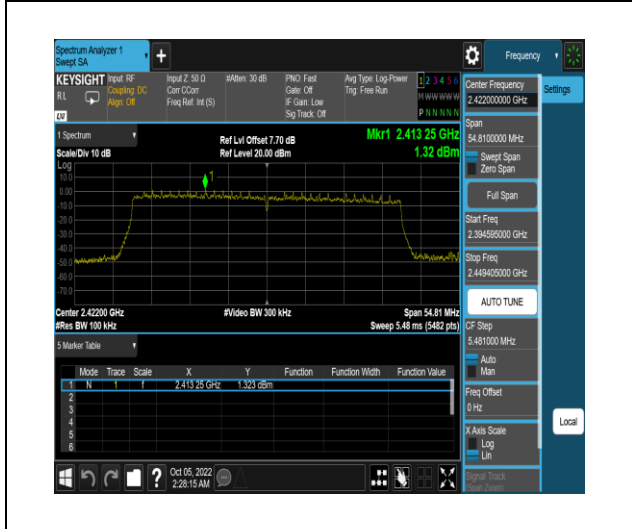 Spectrum Analyzer 1
Swept SA
+
Frequency
KEYSIGHT
RL
LXI
Input: RF
Coupling: DC
Align: Off
Input Z: 50 Ω
Corr CCorr
Freq Ref: Int (S)
#Atten: 30 dB
PNO: Fast
Gate: Off
IF Gain: Low
Sig Track: Off
Avg Type: Log-Power
Trig: Free Run
1 2 3 4 5 6
M W W W W W
P N N N N N
Center Frequency
2.422000000 GHz
Settings
Span
54.8100000 MHz
Swept Span
Zero Span
Full Span
Start Freq
2.394595000 GHz
Stop Freq
2.449405000 GHz
AUTO TUNE
CF Step
5.481000 MHz
Auto
Man
Freq Offset
0 Hz
X Axis Scale
Log
Lin
Signal Track
(Span Zoom)
Local
1 Spectrum
Scale/Div 10 dB
Log
Ref Lvl Offset 7.70 dB
Ref Level 20.00 dBm
Mkr1 2.413 25 GHz
1.32 dBm
10.0
0.00
-10.0
-20.0
-30.0
-40.0
-50.0
-60.0
-70.0
1
Center 2.42200 GHz
#Res BW 100 kHz
#Video BW 300 kHz
Span 54.81 MHz
Sweep 5.48 ms (5482 pts)
5 Marker Table
Mode Trace Scale X Y Function Function Width Function Value
1 N 1 f 2.413 25 GHz 1.323 dBm
2
3
4
5
6
?
Oct 05, 2022
2:28:15 AM